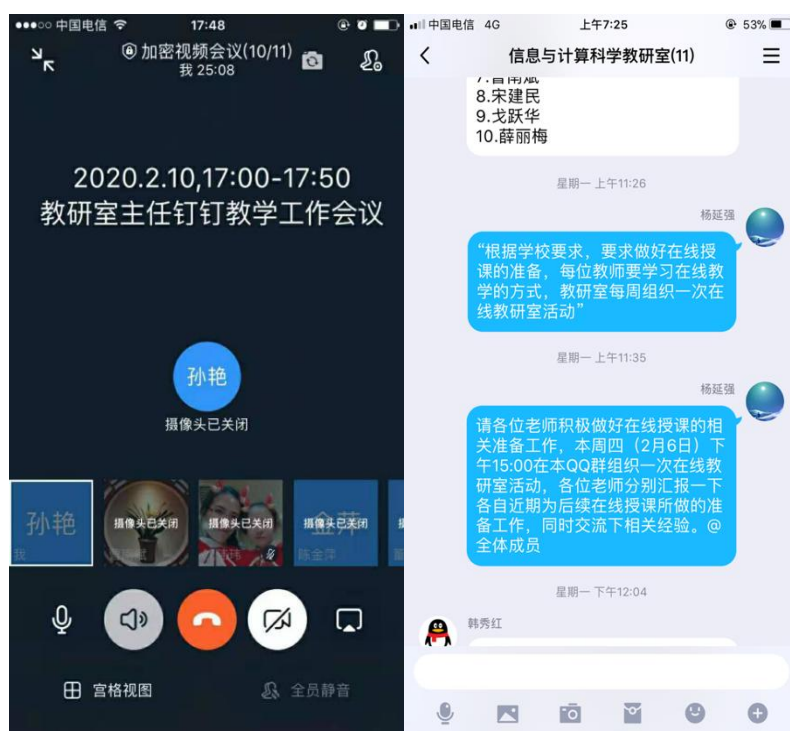 中国电信
17:48
加密视频会议(10/11)
我 25:08
2020.2.10,17:00-17:50
教研室主任钉钉教学工作会议
孙艳
摄像头已关闭
孙艳
我
摄像头已关闭
摄像头已关闭
摄像头已关闭
金萍
陈金萍
宫格视图
全员静音
中国电信 4G
上午7:25
53%
信息与计算科学教研室(11)
8.宋建民
9.戈跃华
10.薛丽梅
星期一 上午11:26
杨延强
“根据学校要求，要求做好在线授
课的准备，每位教师要学习在线教
学的方式，教研室每周组织一次在
线教研室活动”
星期一 上午11:35
杨延强
请各位老师积极做好在线授课的相
关准备工作，本周四（2月6日）下
午15:00在本QQ群组织一次在线教
研室活动，各位老师分别汇报一下
各自近期为后续在线授课所做的准
备工作，同时交流下相关经验。@
全体成员
星期一 下午12:04
韩秀红